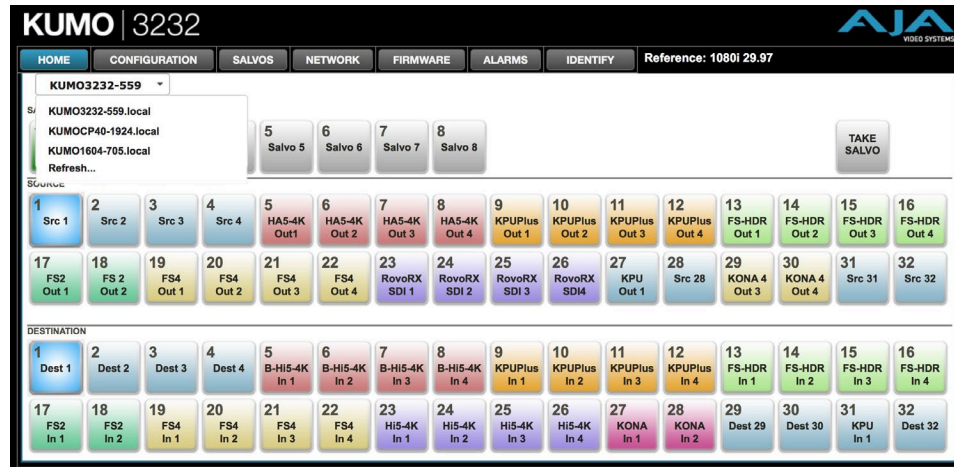 KUMO 3232
AJA
VIDEO SYSTEMS
HOME CONFIGURATION SALVOS NETWORK FIRMWARE ALARMS IDENTIFY Reference: 1080i 29.97
KUMO3232-559
KUMO3232-559.local
KUMOCP40-1924.local
KUMO1604-705.local
Refresh...
5 6 7 8
Salvo 5 Salvo 6 Salvo 7 Salvo 8 TAKE
SALVO
SOURCE
1 2 3 4 5 6 7 8 9 10 11 12 13 14 15 16
Src 1 Src 2 Src 3 Src 4 HA5-4K HA5-4K HA5-4K HA5-4K KPUPlus KPUPlus KPUPlus KPUPlus FS-HDR FS-HDR FS-HDR FS-HDR
Out1 Out 2 Out 3 Out 4 Out 1 Out 2 Out 3 Out 4 Out 1 Out 2 Out 3 Out 4
17 18 19 20 21 22 23 24 25 26 27 28 29 30 31 32
FS2 FS 2 FS4 FS4 FS4 FS4 RovoRX RovoRX RovoRX RovoRX KPU Src 28 KONA 4 KONA 4 Src 31 Src 32
Out 1 Out 2 Out 1 Out 2 Out 3 Out 4 SDI 1 SDI 2 SDI 3 SDI4 Out 1 Out 3 Out 4
DESTINATION
1 2 3 4 5 6 7 8 9 10 11 12 13 14 15 16
Dest 1 Dest 2 Dest 3 Dest 4 B-Hi5-4K B-Hi5-4K B-Hi5-4K B-Hi5-4K KPUPlus KPUPlus KPUPlus KPUPlus FS-HDR FS-HDR FS-HDR FS-HDR
In 1 In 2 In 3 In 4 In 1 In 2 In 3 In 4 In 1 In 2 In 3 In 4
17 18 19 20 21 22 23 24 25 26 27 28 29 30 31 32
FS2 FS2 FS4 FS4 FS4 FS4 Hi5-4K Hi5-4K Hi5-4K Hi5-4K KONA KONA Dest 29 Dest 30 KPU Dest 32
In 1 In 2 In 1 In 2 In 3 In 4 In 1 In 2 In 3 In 4 In 1 In 2 In 1